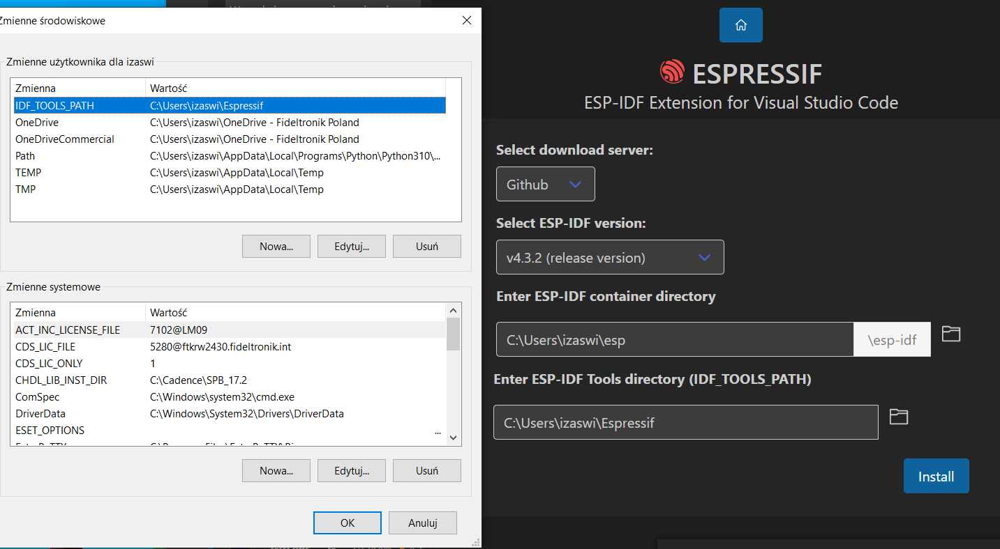 Zmienne środowiskowe
Zmienne użytkownika dla izaswi
Zmienna Wartość
IDF_TOOLS_PATH C:\Users\izaswi\Espressif
OneDrive C:\Users\izaswi\OneDrive - Fideltronik Poland
OneDriveCommercial C:\Users\izaswi\OneDrive - Fideltronik Poland
Path C:\Users\izaswi\AppData\Local\Programs\Python\Python310\...
TEMP C:\Users\izaswi\AppData\Local\Temp
TMP C:\Users\izaswi\AppData\Local\Temp
Nowa... Edytuj... Usuń
Zmienne systemowe
Zmienna Wartość
ACT_INC_LICENSE_FILE 7102@LM09
CDS_LIC_FILE 5280@ftkrw2430.fideltronik.int
CDS_LIC_ONLY 1
CHDL_LIB_INST_DIR C:\Cadence\SPB_17.2
ComSpec C:\Windows\system32\cmd.exe
DriverData C:\Windows\System32\Drivers\DriverData
ESET_OPTIONS ...
Nowa... Edytuj... Usuń
OK Anuluj
ESPRESSIF
ESP-IDF Extension for Visual Studio Code
Select download server:
Github
Select ESP-IDF version:
v4.3.2 (release version)
Enter ESP-IDF container directory
C:\Users\izaswi\esp \esp-idf
Enter ESP-IDF Tools directory (IDF_TOOLS_PATH)
C:\Users\izaswi\Espressif
Install